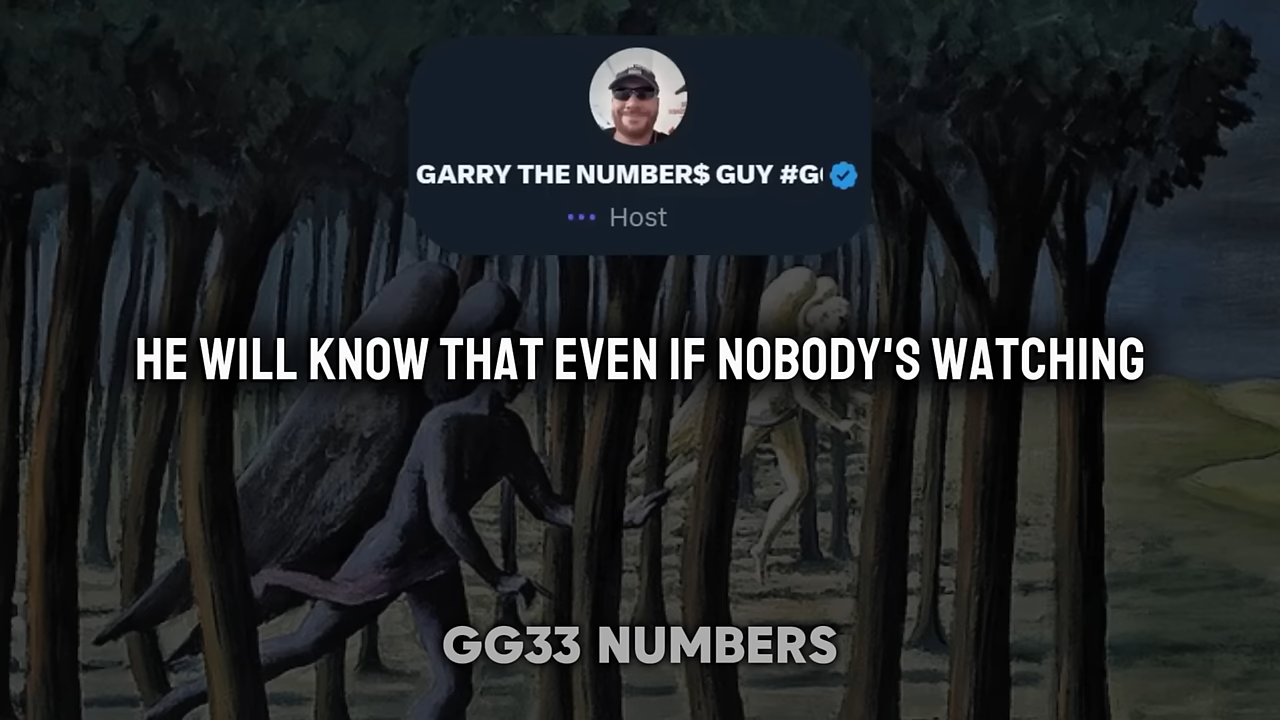 GARRY THE NUMBER$ GUY #G
Host
HE WILL KNOW THAT EVEN IF NOBODY'S WATCHING
GG33 NUMBERS